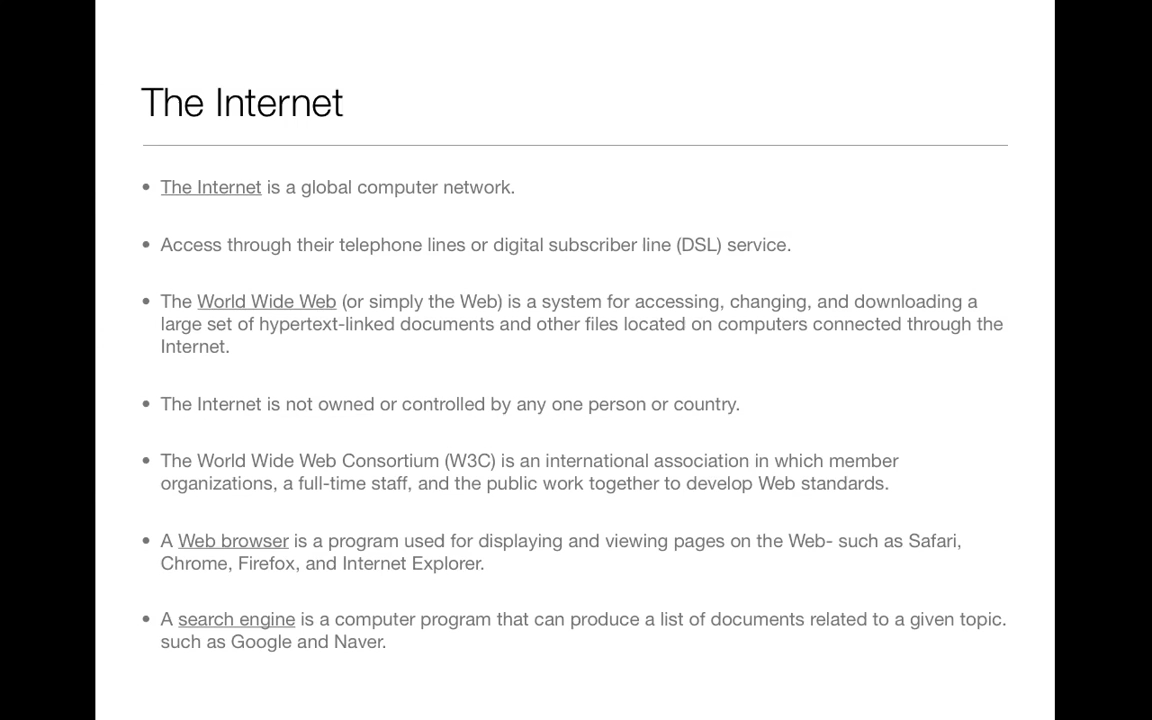 The Internet
• The Internet is a global computer network.
• Access through their telephone lines or digital subscriber line (DSL) service.
• The World Wide Web (or simply the Web) is a system for accessing, changing, and downloading a
large set of hypertext-linked documents and other files located on computers connected through the
Internet.
• The Internet is not owned or controlled by any one person or country.
• The World Wide Web Consortium (W3C) is an international association in which member
organizations, a full-time staff, and the public work together to develop Web standards.
• A Web browser is a program used for displaying and viewing pages on the Web- such as Safari,
Chrome, Firefox, and Internet Explorer.
• A search engine is a computer program that can produce a list of documents related to a given topic.
such as Google and Naver.